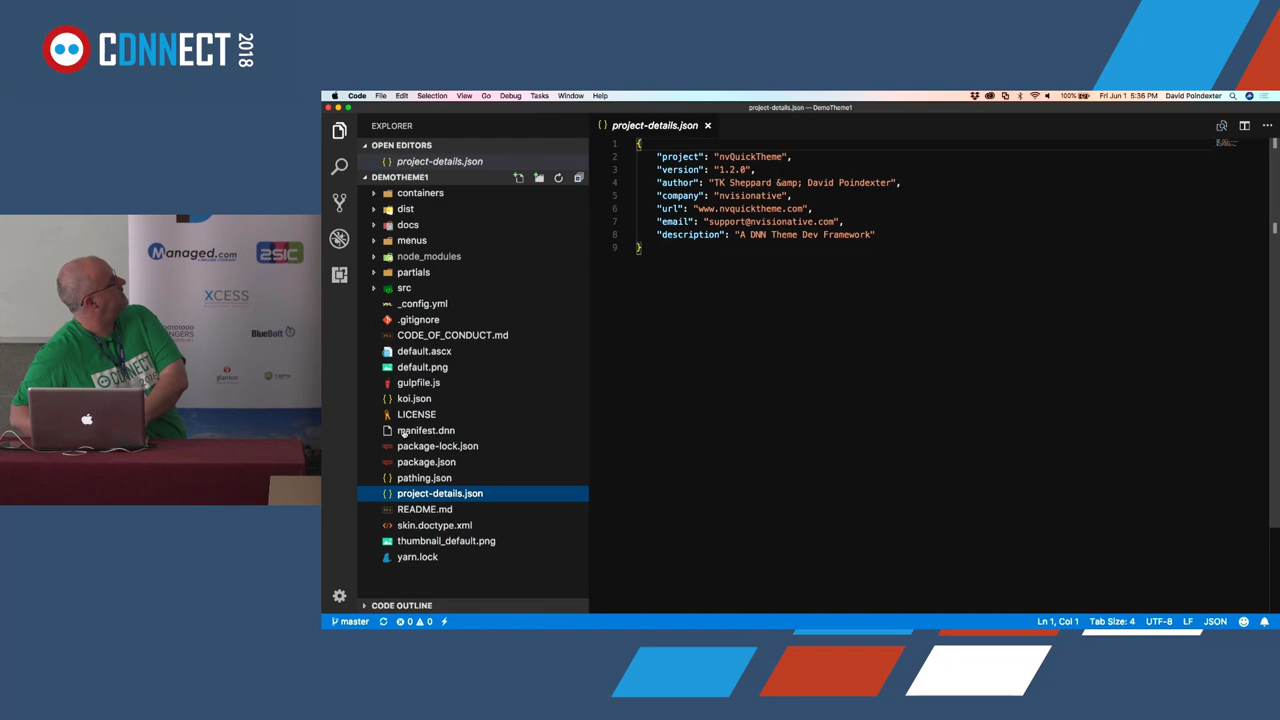 CDNNECT 2018
Code File Edit Selection View Go Debug Tasks Window Help
100% Fri Jun 1 5:36 PM David Poindexter
project-details.json — DemoTheme1
EXPLORER
OPEN EDITORS
project-details.json
DEMOTHEME1
containers
dist
docs
menus
node_modules
partials
src
_config.yml
.gitignore
CODE_OF_CONDUCT.md
default.ascx
default.png
gulpfile.js
koi.json
LICENSE
manifest.dnn
package-lock.json
package.json
pathing.json
project-details.json
README.md
skin.doctype.xml
thumbnail_default.png
yarn.lock
CODE OUTLINE
project-details.json
1 {
2 "project": "nvQuickTheme",
3 "version": "1.2.0",
4 "author": "TK Sheppard &amp; David Poindexter",
5 "company": "nvisionative",
6 "url": "www.nvquicktheme.com",
7 "email": "support@nvisionative.com",
8 "description": "A DNN Theme Dev Framework"
9 }
master 0 0
Ln 1, Col 1 Tab Size: 4 UTF-8 LF JSON
Managed.com
2SIC
XCESS
BlueBolt
CDNNECT
2018